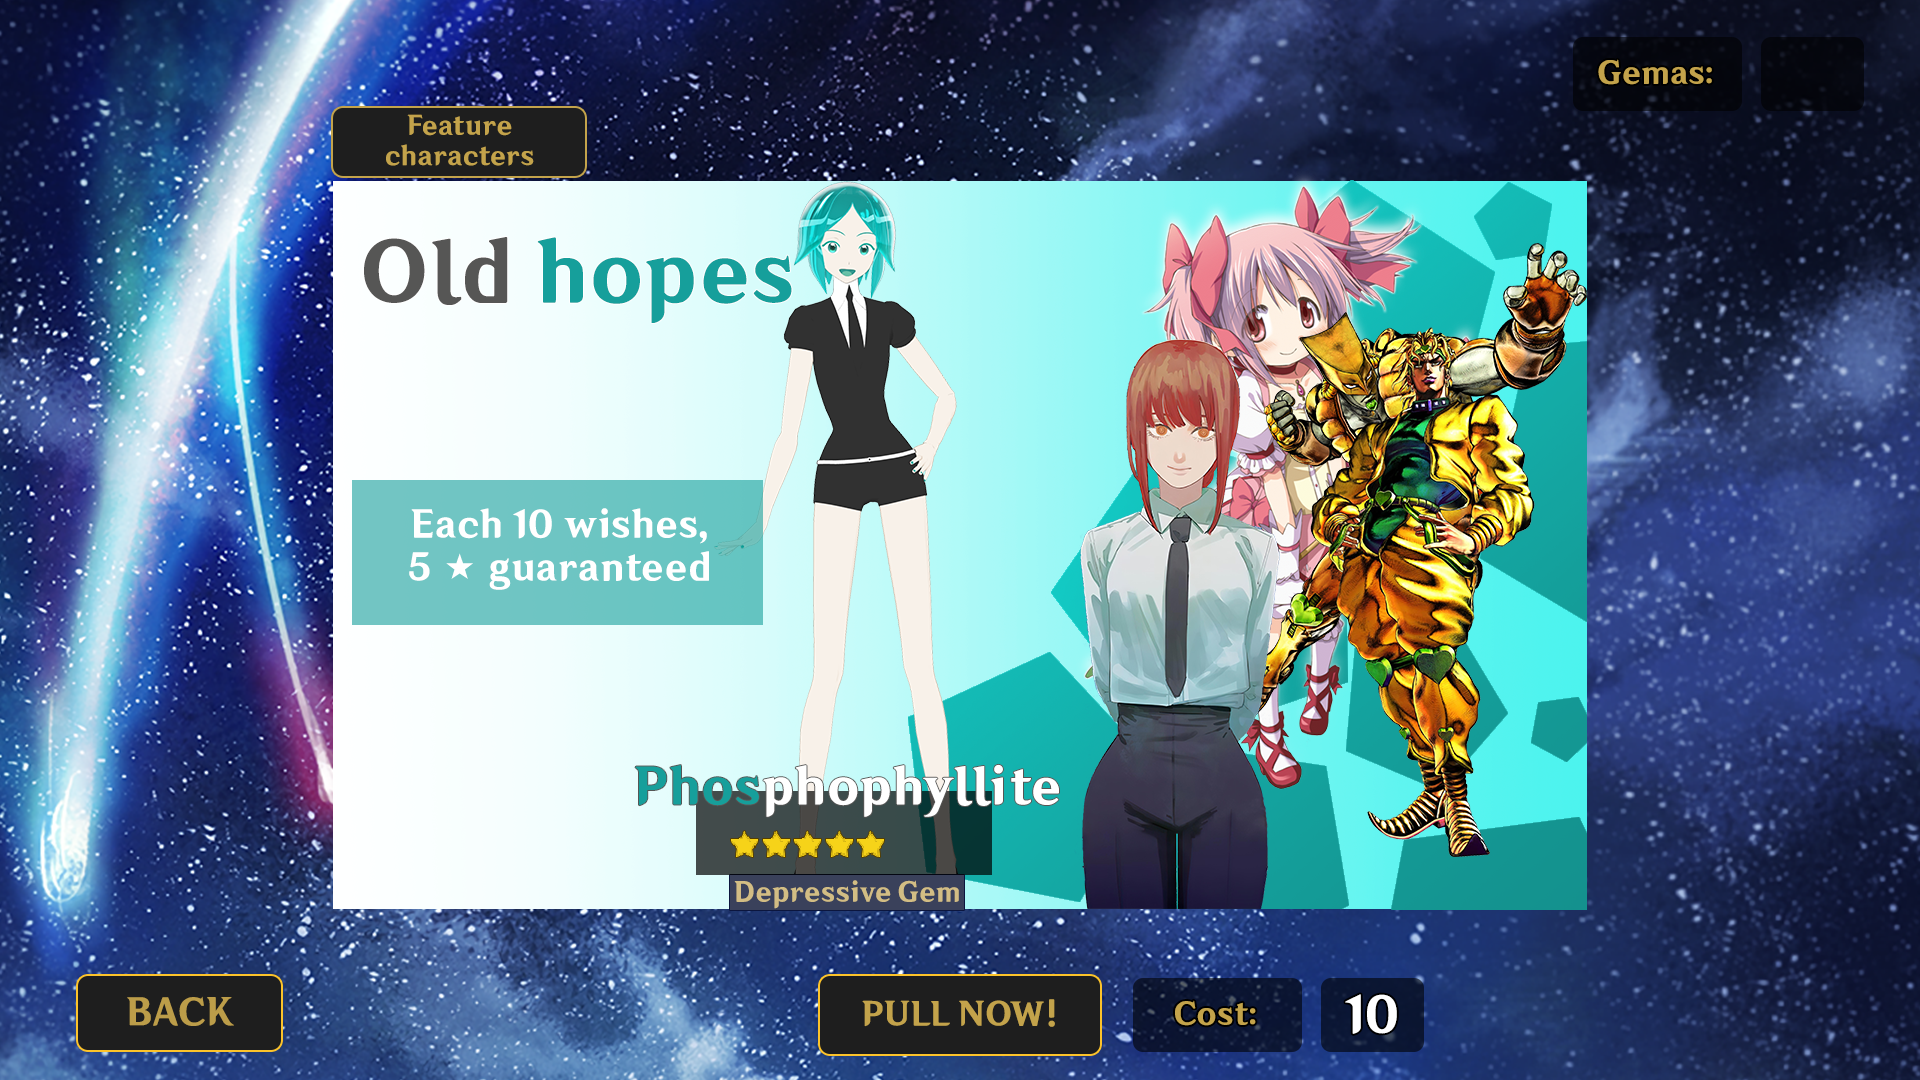 Gemas:
Feature
characters
Old hopes
Each 10 wishes,
5 ★ guaranteed
Phosphophyllite
Depressive Gem
BACK
PULL NOW!
Cost:
10